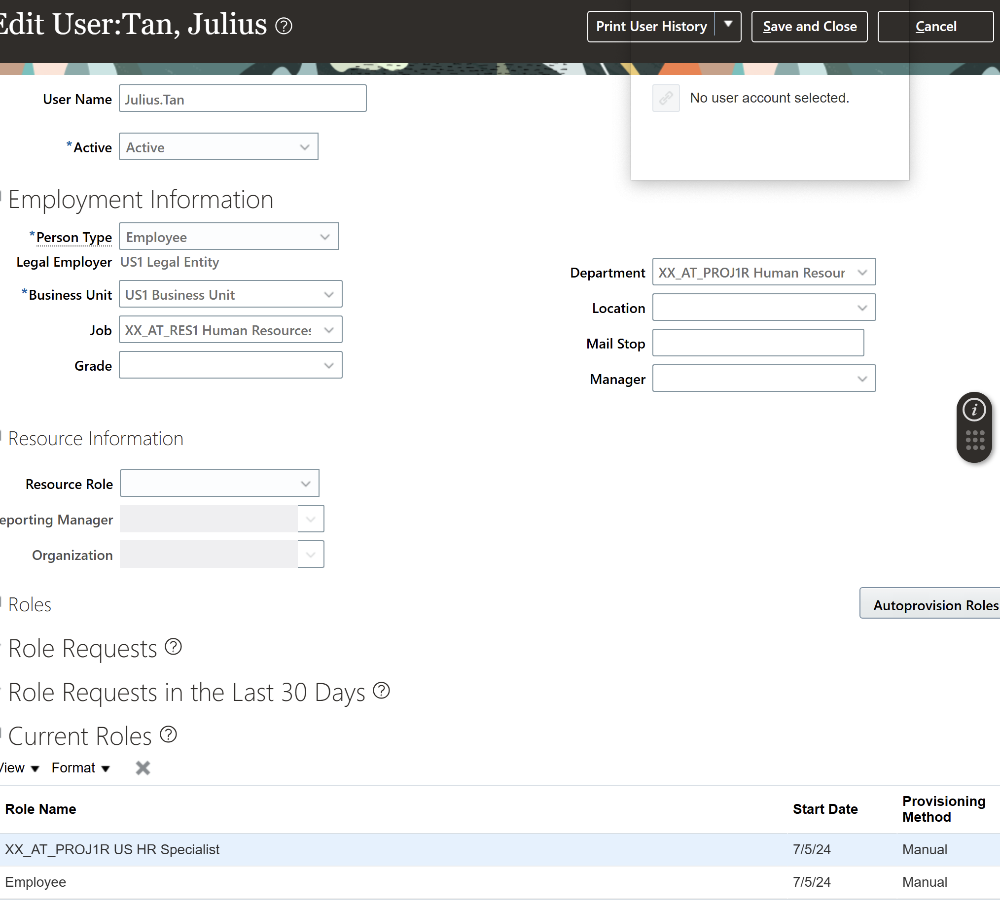 Edit User:Tan, Julius
Print User History
Save and Close
Cancel
User Name Julius.Tan
No user account selected.
*Active Active
Employment Information
*Person Type Employee
Legal Employer US1 Legal Entity
Department XX_AT_PROJ1R Human Resour
*Business Unit US1 Business Unit
Location
Job XX_AT_RES1 Human Resources
Mail Stop
Grade
Manager
Resource Information
Resource Role
eporting Manager
Organization
Roles
Autoprovision Roles
Role Requests
Role Requests in the Last 30 Days
Current Roles
View Format
Role Name Start Date Provisioning
Method
XX_AT_PROJ1R US HR Specialist 7/5/24 Manual
Employee 7/5/24 Manual